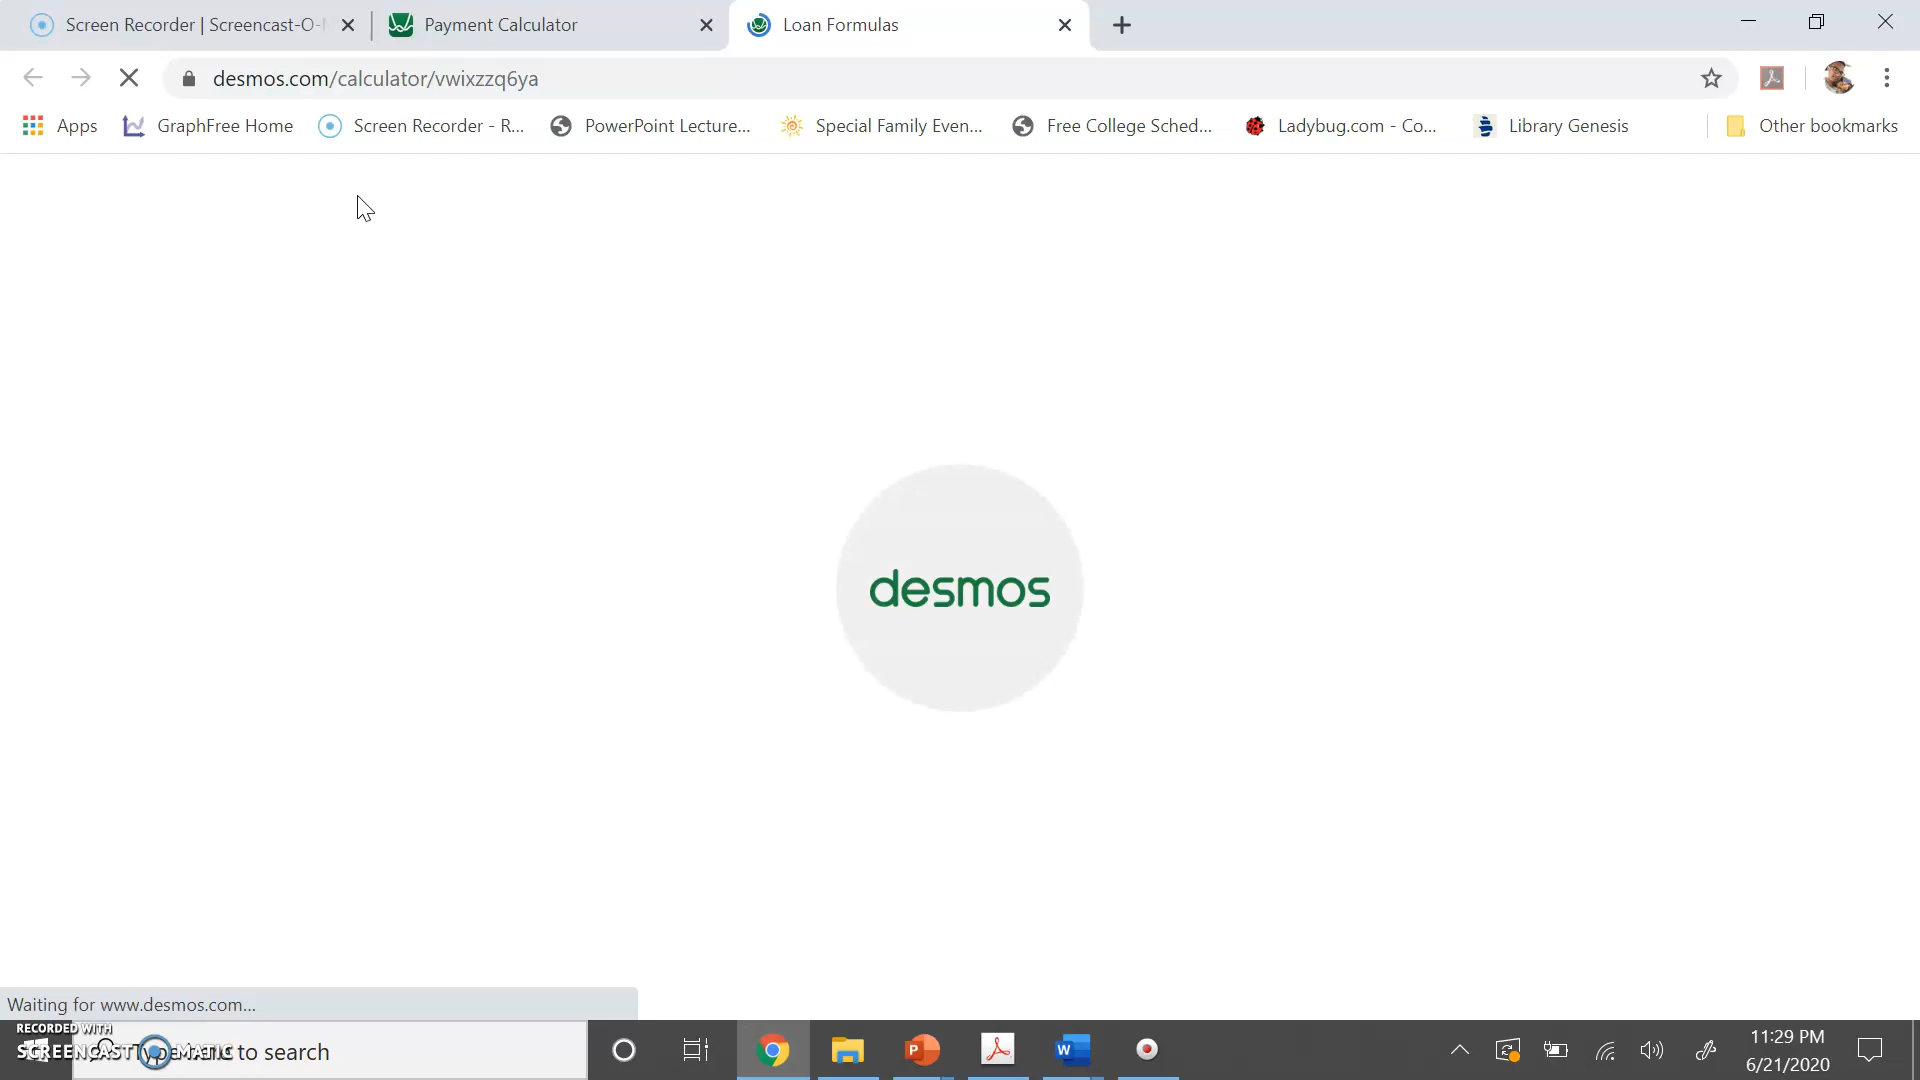 Screen Recorder | Screencast-O-
Payment Calculator
Loan Formulas
desmos.com/calculator/vwixzzq6ya
Apps
GraphFree Home
Screen Recorder - R...
PowerPoint Lecture...
Special Family Even...
Free College Sched...
Ladybug.com - Co...
Library Genesis
Other bookmarks
desmos
Waiting for www.desmos.com...
RECORDED WITH
SCREENCAST MATIC
to search
11:29 PM
6/21/2020